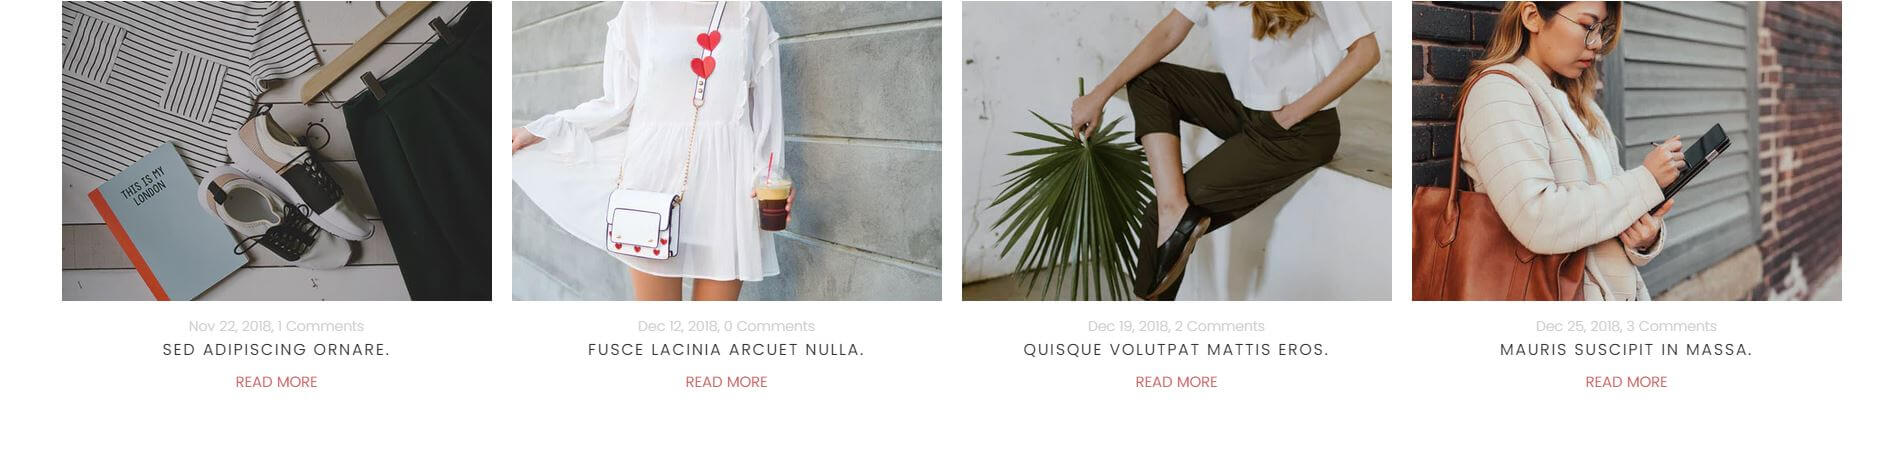 THIS IS MY
LONDON
Nov 22, 2018, 1 Comments
SED ADIPISCING ORNARE.
READ MORE
Dec 12, 2018, 0 Comments
FUSCE LACINIA ARCUET NULLA.
READ MORE
Dec 19, 2018, 2 Comments
QUISQUE VOLUTPAT MATTIS EROS.
READ MORE
Dec 25, 2018, 3 Comments
MAURIS SUSCIPIT IN MASSA.
READ MORE